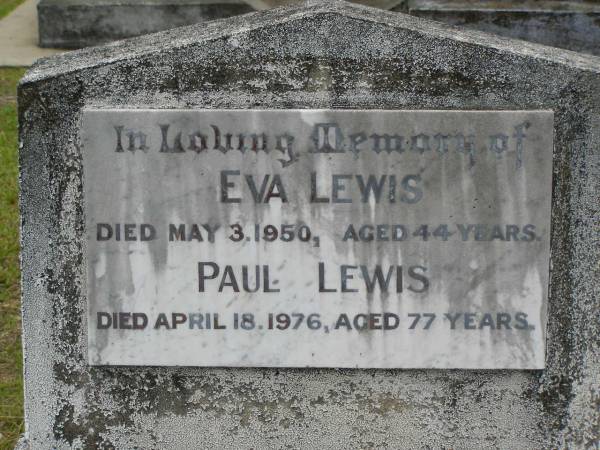 In Loving Memory of
EVA LEWIS
DIED MAY 3.1950, AGED 44 YEARS.
PAUL LEWIS
DIED APRIL 18.1976, AGED 77 YEARS.